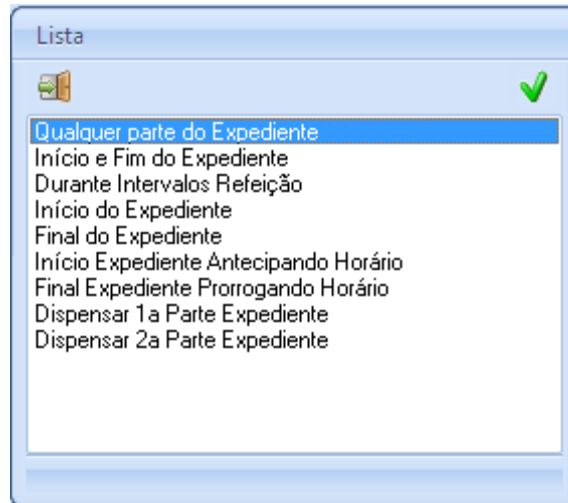 Lista
Qualquer parte do Expediente
Início e Fim do Expediente
Durante Intervalos Refeição
Início do Expediente
Final do Expediente
Início Expediente Antecipando Horário
Final Expediente Prorrogando Horário
Dispensar 1a Parte Expediente
Dispensar 2a Parte Expediente